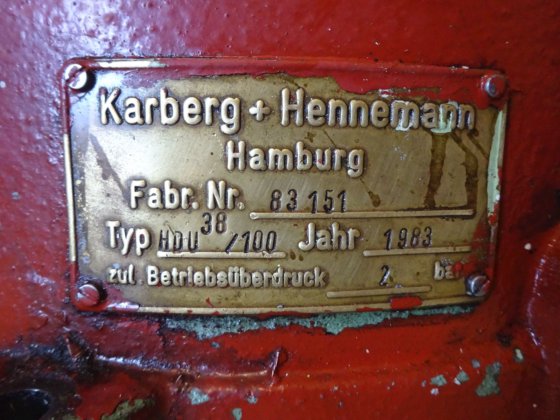 Karberg + Hennemann
Hamburg
Fabr. Nr. 83151
Typ HDU 38/100 Jahr 1983
zul. Betriebsüberdruck 2 bar